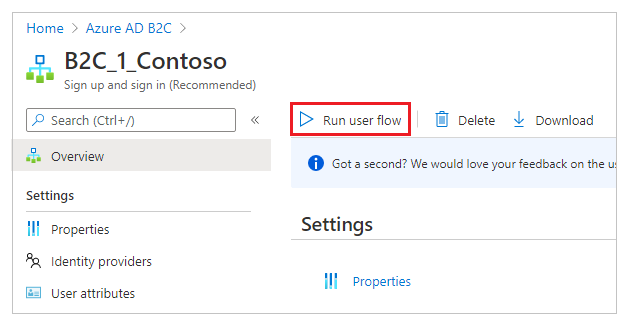 Home > Azure AD B2C >
B2C_1_Contoso
Sign up and sign in (Recommended)
Search (Ctrl+/)
«
Run user flow
Delete
Download
Overview
Got a second? We would love your feedback on the us
Settings
Properties
Identity providers
User attributes
Settings
Properties